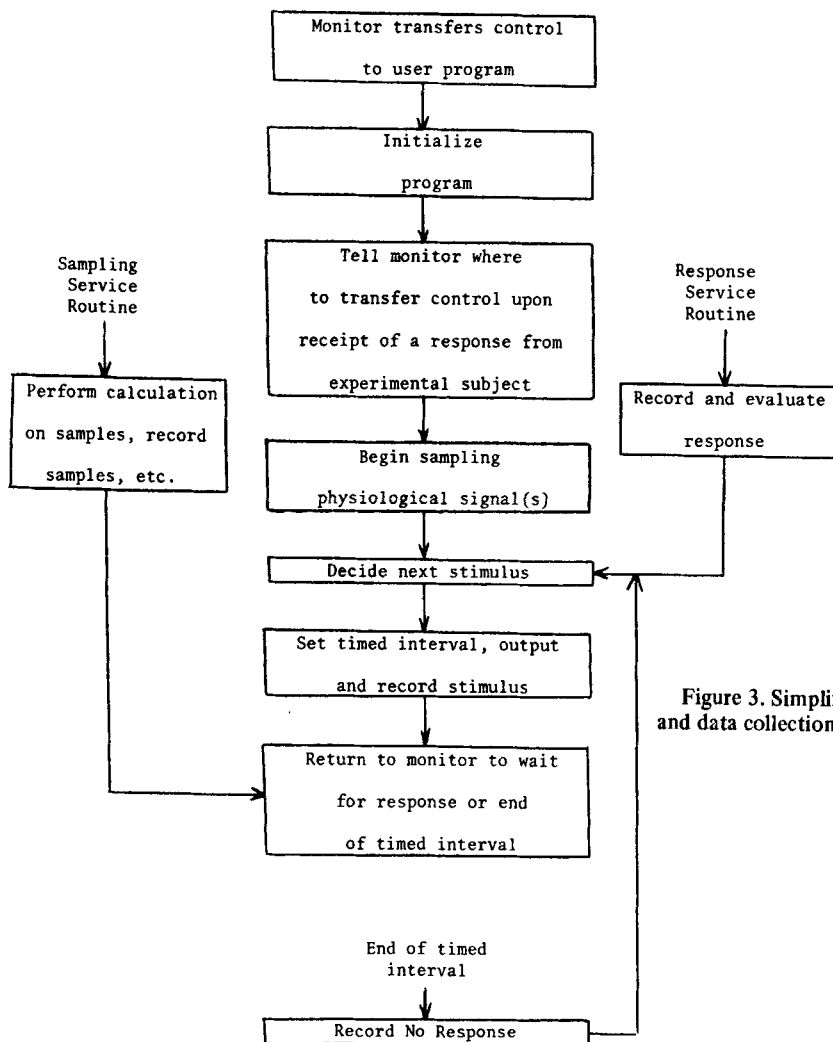 Monitor transfers control
to user program
Initialize
program
Tell monitor where
to transfer control upon
receipt of a response from
experimental subject
Sampling
Service
Routine
Response
Service
Routine
Perform calculation
on samples, record
samples, etc.
Record and evaluate
response
Begin sampling
physiological signal(s)
Decide next stimulus
Set timed interval, output
and record stimulus
Figure 3. Simpli
and data collection
Return to monitor to wait
for response or end
of timed interval
End of timed
interval
Record No Response